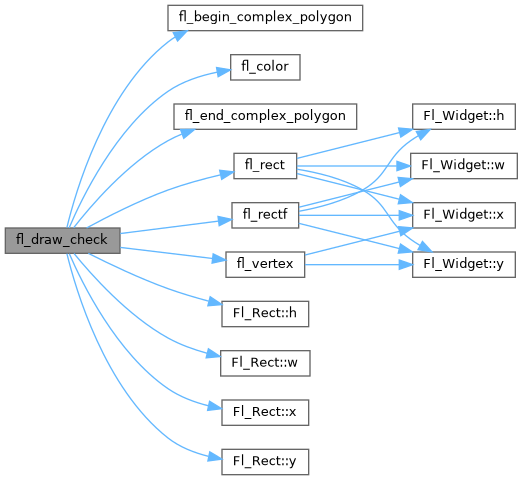 fl_begin_complex_polygon
fl_color
fl_end_complex_polygon
Fl_Widget::h
fl_rect
Fl_Widget::w
fl_rectf
Fl_Widget::x
fl_draw_check
fl_vertex
Fl_Widget::y
Fl_Rect::h
Fl_Rect::w
Fl_Rect::x
Fl_Rect::y